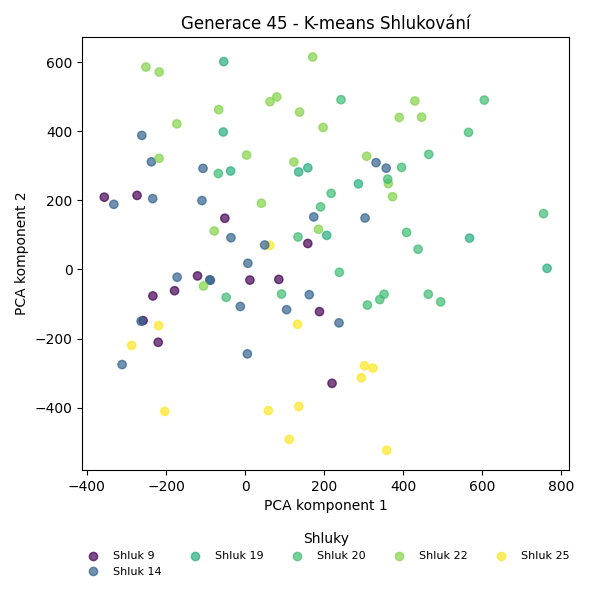 Generace 45 - K-means Shlukování
PCA komponent 2
600
400
200
0
−200
−400
−400 −200 0 200 400 600 800
PCA komponent 1
Shluky
Shluk 9 Shluk 19 Shluk 20 Shluk 22 Shluk 25
Shluk 14